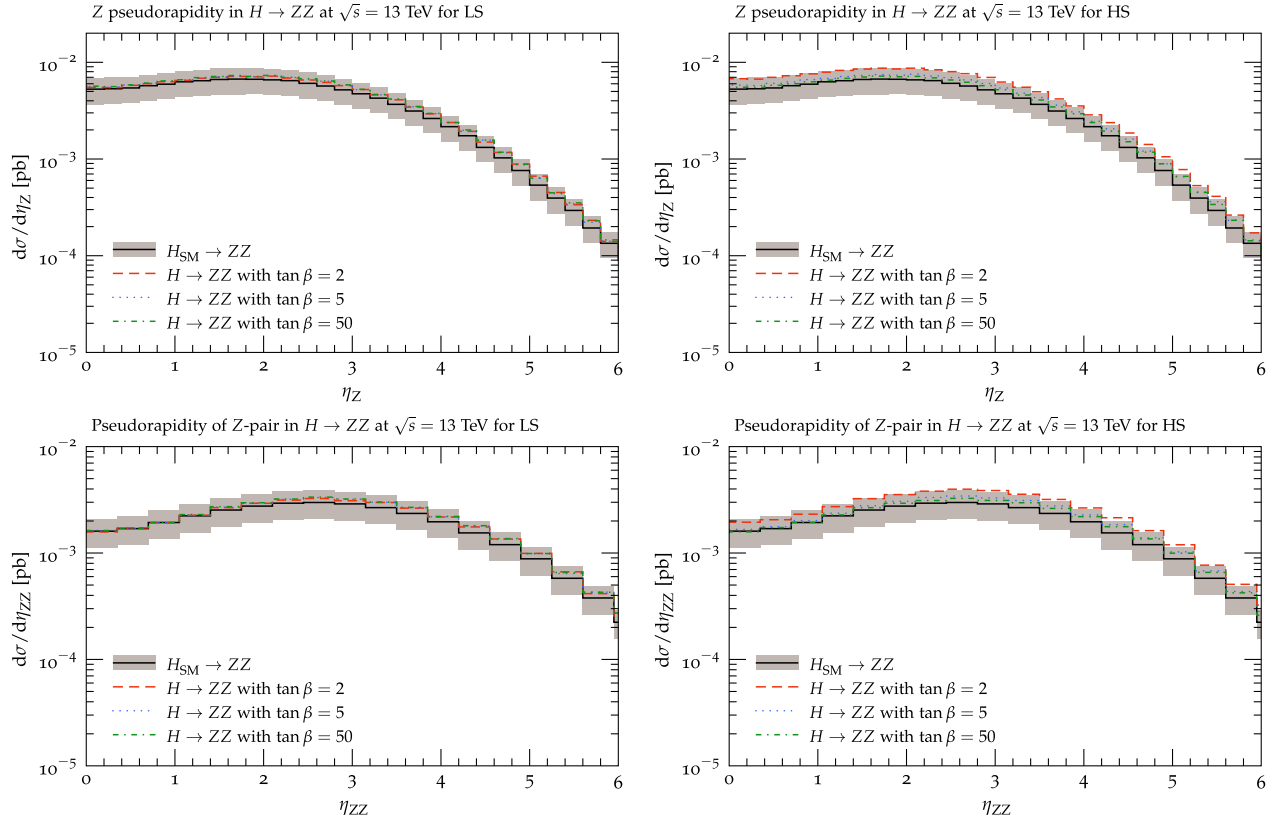 Z pseudorapidity in H → ZZ at √s = 13 TeV for LS
dσ/dη_Z [pb]
10⁻²
10⁻³
10⁻⁴
10⁻⁵
H_SM → ZZ
H → ZZ with tan β = 2
H → ZZ with tan β = 5
H → ZZ with tan β = 50
0 1 2 3 4 5 6
η_Z
Z pseudorapidity in H → ZZ at √s = 13 TeV for HS
dσ/dη_Z [pb]
10⁻²
10⁻³
10⁻⁴
10⁻⁵
H_SM → ZZ
H → ZZ with tan β = 2
H → ZZ with tan β = 5
H → ZZ with tan β = 50
0 1 2 3 4 5 6
η_Z
Pseudorapidity of Z-pair in H → ZZ at √s = 13 TeV for LS
dσ/dη_ZZ [pb]
10⁻²
10⁻³
10⁻⁴
10⁻⁵
H_SM → ZZ
H → ZZ with tan β = 2
H → ZZ with tan β = 5
H → ZZ with tan β = 50
0 1 2 3 4 5 6
η_ZZ
Pseudorapidity of Z-pair in H → ZZ at √s = 13 TeV for HS
dσ/dη_ZZ [pb]
10⁻²
10⁻³
10⁻⁴
10⁻⁵
H_SM → ZZ
H → ZZ with tan β = 2
H → ZZ with tan β = 5
H → ZZ with tan β = 50
0 1 2 3 4 5 6
η_ZZ